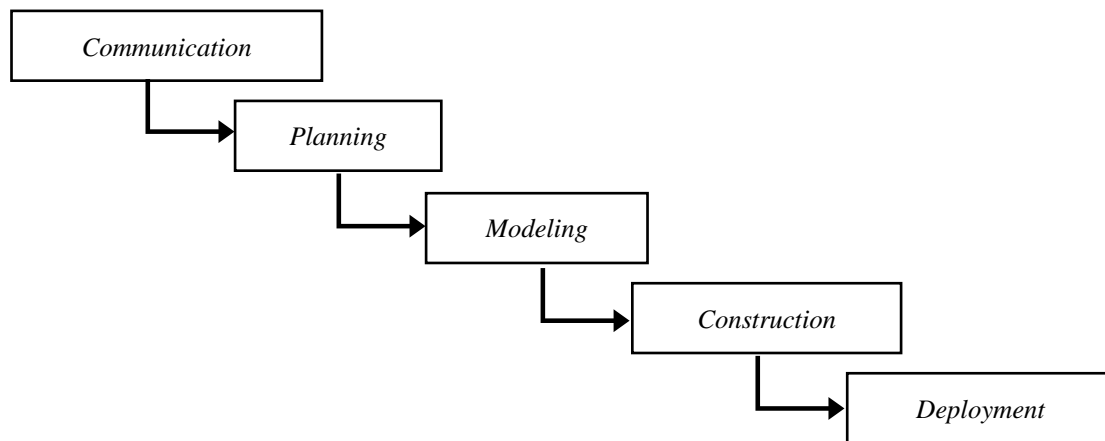 Communication
Planning
Modeling
Construction
Deployment